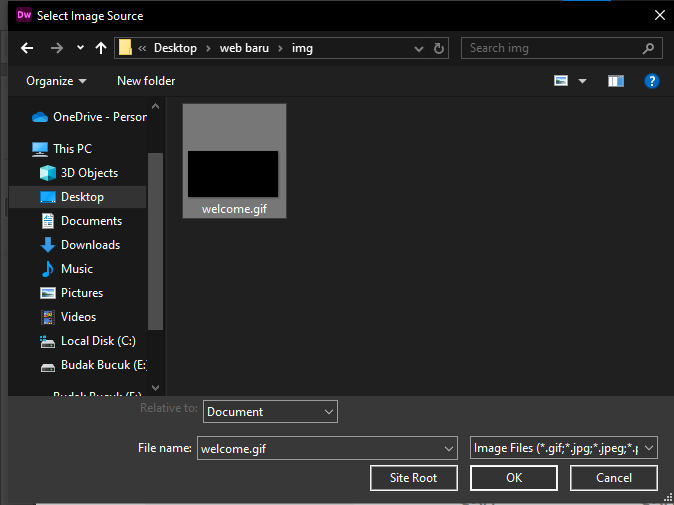 Dw Select Image Source
« Desktop › web baru › img
Search img
Organize
New folder
OneDrive - Person
This PC
3D Objects
Desktop
Documents
Downloads
Music
Pictures
Videos
Local Disk (C:)
Budak Bucuk (E:
Budak Bucuk (E:)
welcome.gif
Relative to: Document
File name: welcome.gif
Image Files (*.gif;*.jpg;*.jpeg;*.p
Site Root
OK
Cancel